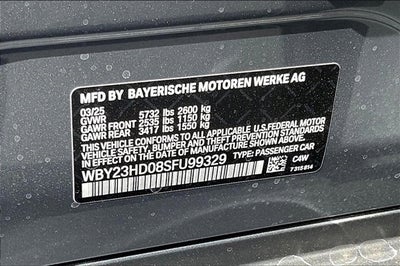 MFD BY BAYERISCHE MOTOREN WERKE AG
03/25 5732 lbs 2600 kg
GVWR
GAWR FRONT 2535 lbs 1150 kg
GAWR REAR 3417 lbs 1550 kg
THIS VEHICLE CONFORMS TO ALL APPLICABLE U.S. FEDERAL MOTOR
VEHICLE SAFETY, BUMPER AND THEFT PREVENTION STANDARDS
IN EFFECT ON THE DATE OF MANUFACTURE SHOWN ABOVE.
WBY23HD08SFU99329 TYPE: PASSENGER CAR
C4W
7315814